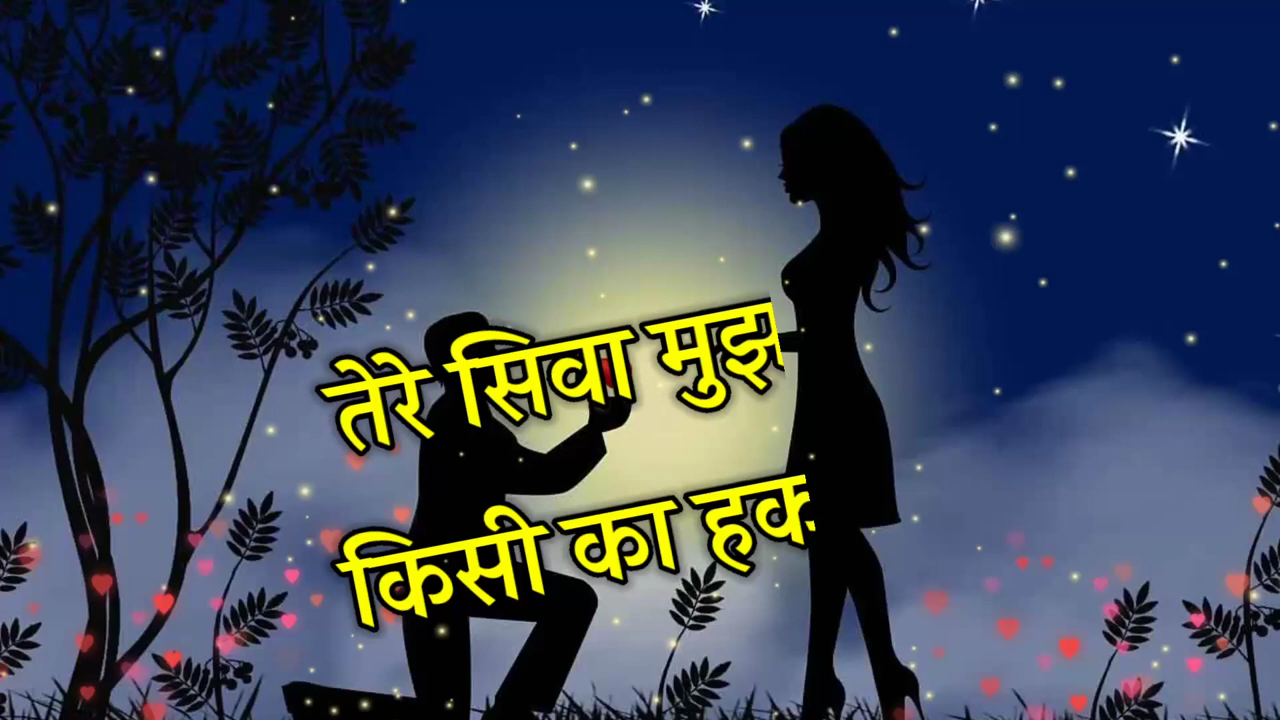 तेरे सिवा मुझ
किसी का हक